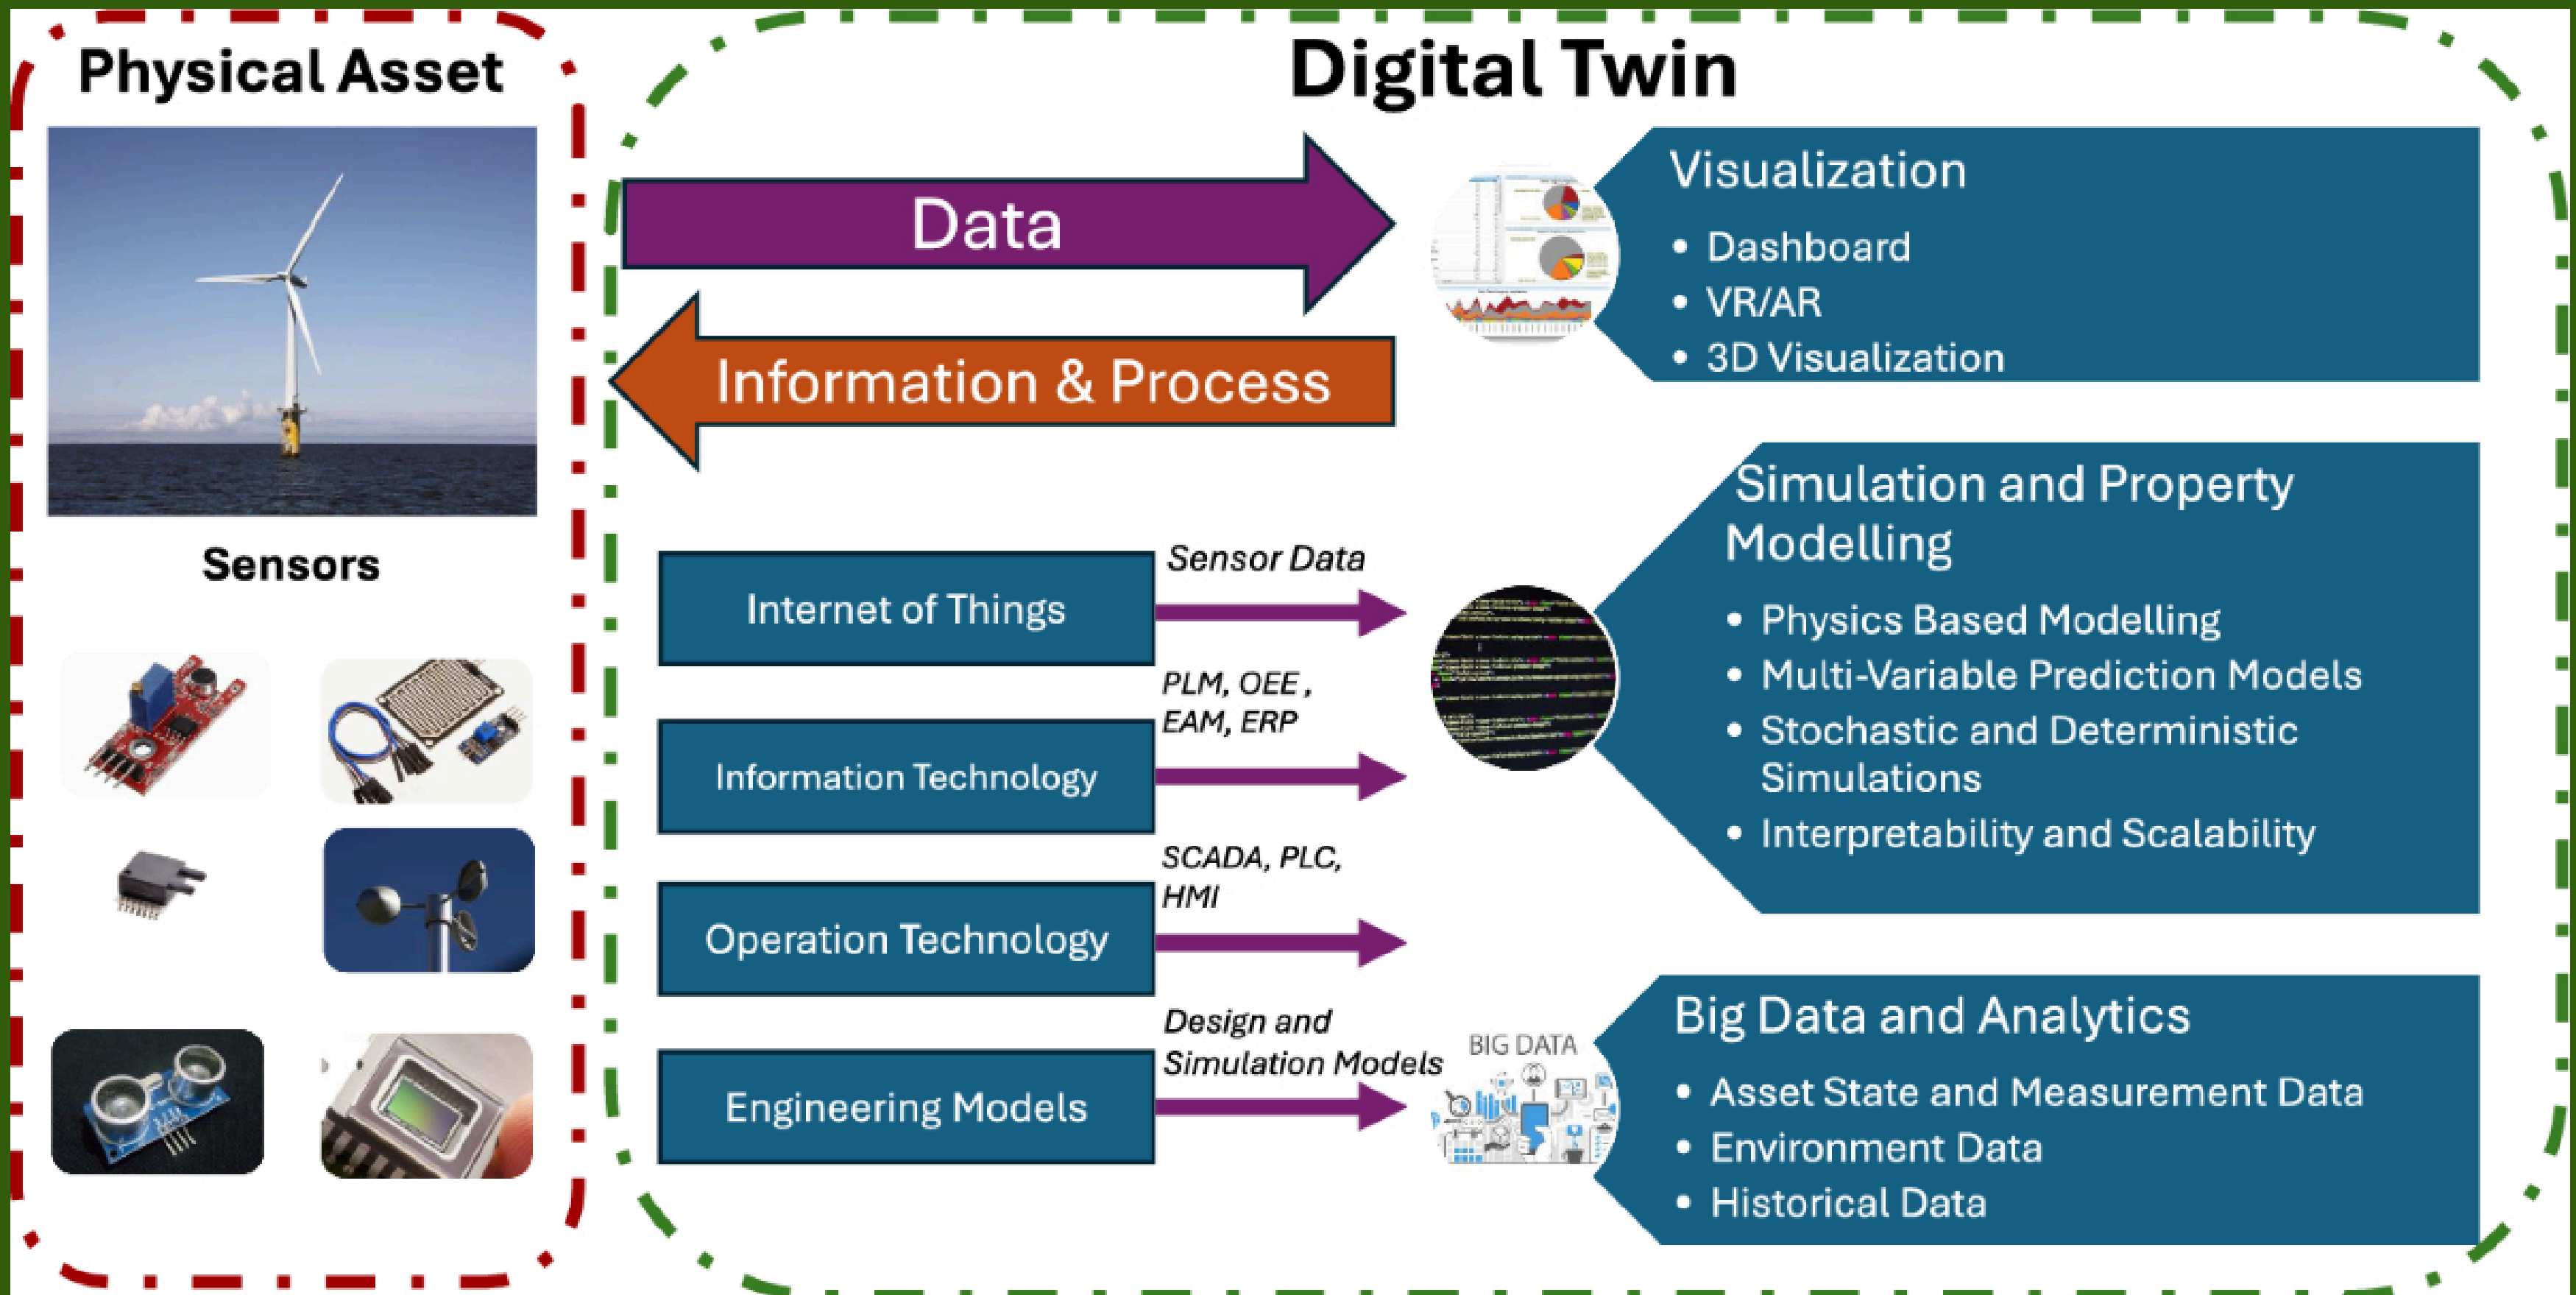 Physical Asset
Sensors
Digital Twin
Data
Information & Process
Internet of Things
Sensor Data
Information Technology
PLM, OEE ,
EAM, ERP
Operation Technology
SCADA, PLC,
HMI
Engineering Models
Design and
Simulation Models
Visualization
• Dashboard
• VR/AR
• 3D Visualization
Simulation and Property
Modelling
• Physics Based Modelling
• Multi-Variable Prediction Models
• Stochastic and Deterministic
Simulations
• Interpretability and Scalability
BIG DATA
Big Data and Analytics
• Asset State and Measurement Data
• Environment Data
• Historical Data